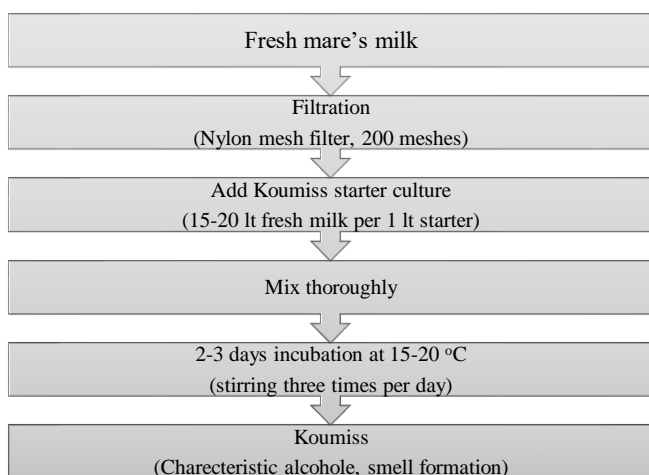 Fresh mare’s milk
Filtration
(Nylon mesh filter, 200 meshes)
Add Koumiss starter culture
(15-20 lt fresh milk per 1 lt starter)
Mix thoroughly
2-3 days incubation at 15-20 °C
(stirring three times per day)
Koumiss
(Charecteristic alcohole, smell formation)